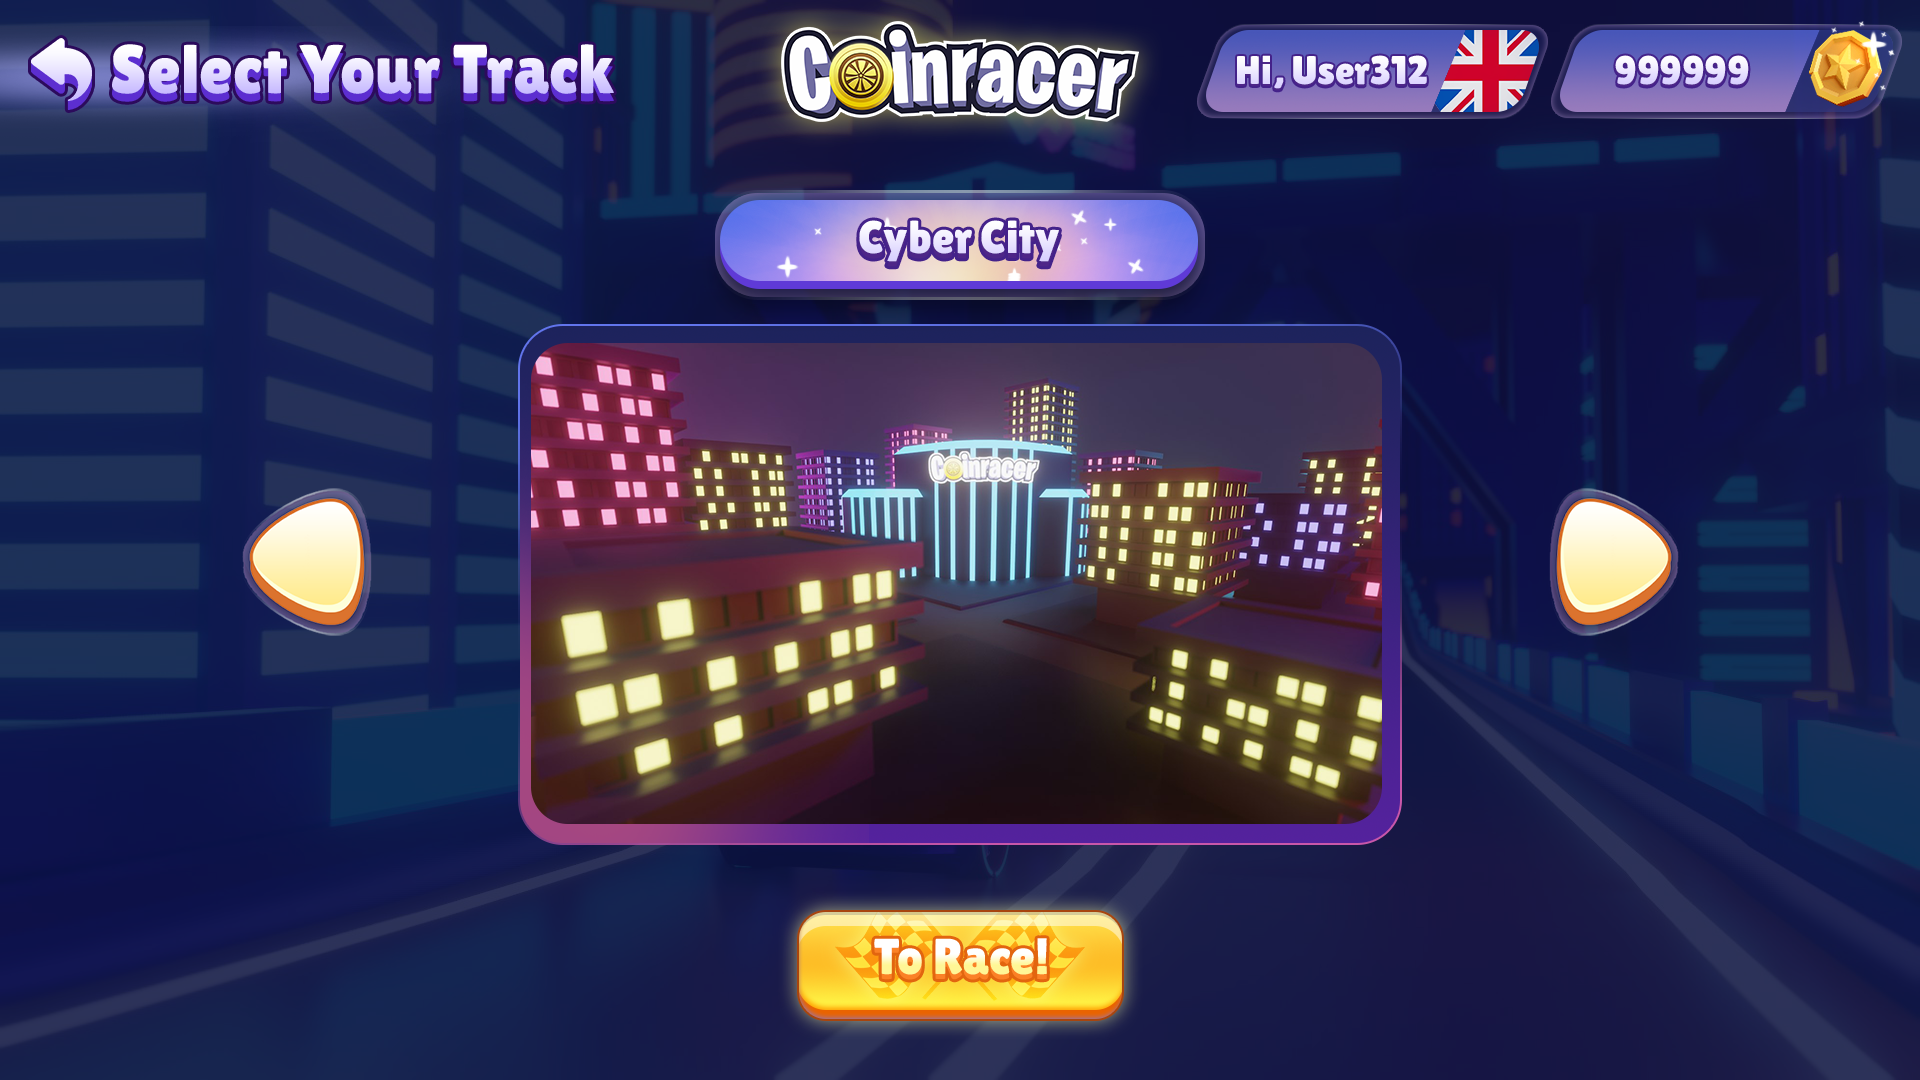 Select Your Track
Coinracer
Hi, User312
999999
Cyber City
Coinracer
To Race!